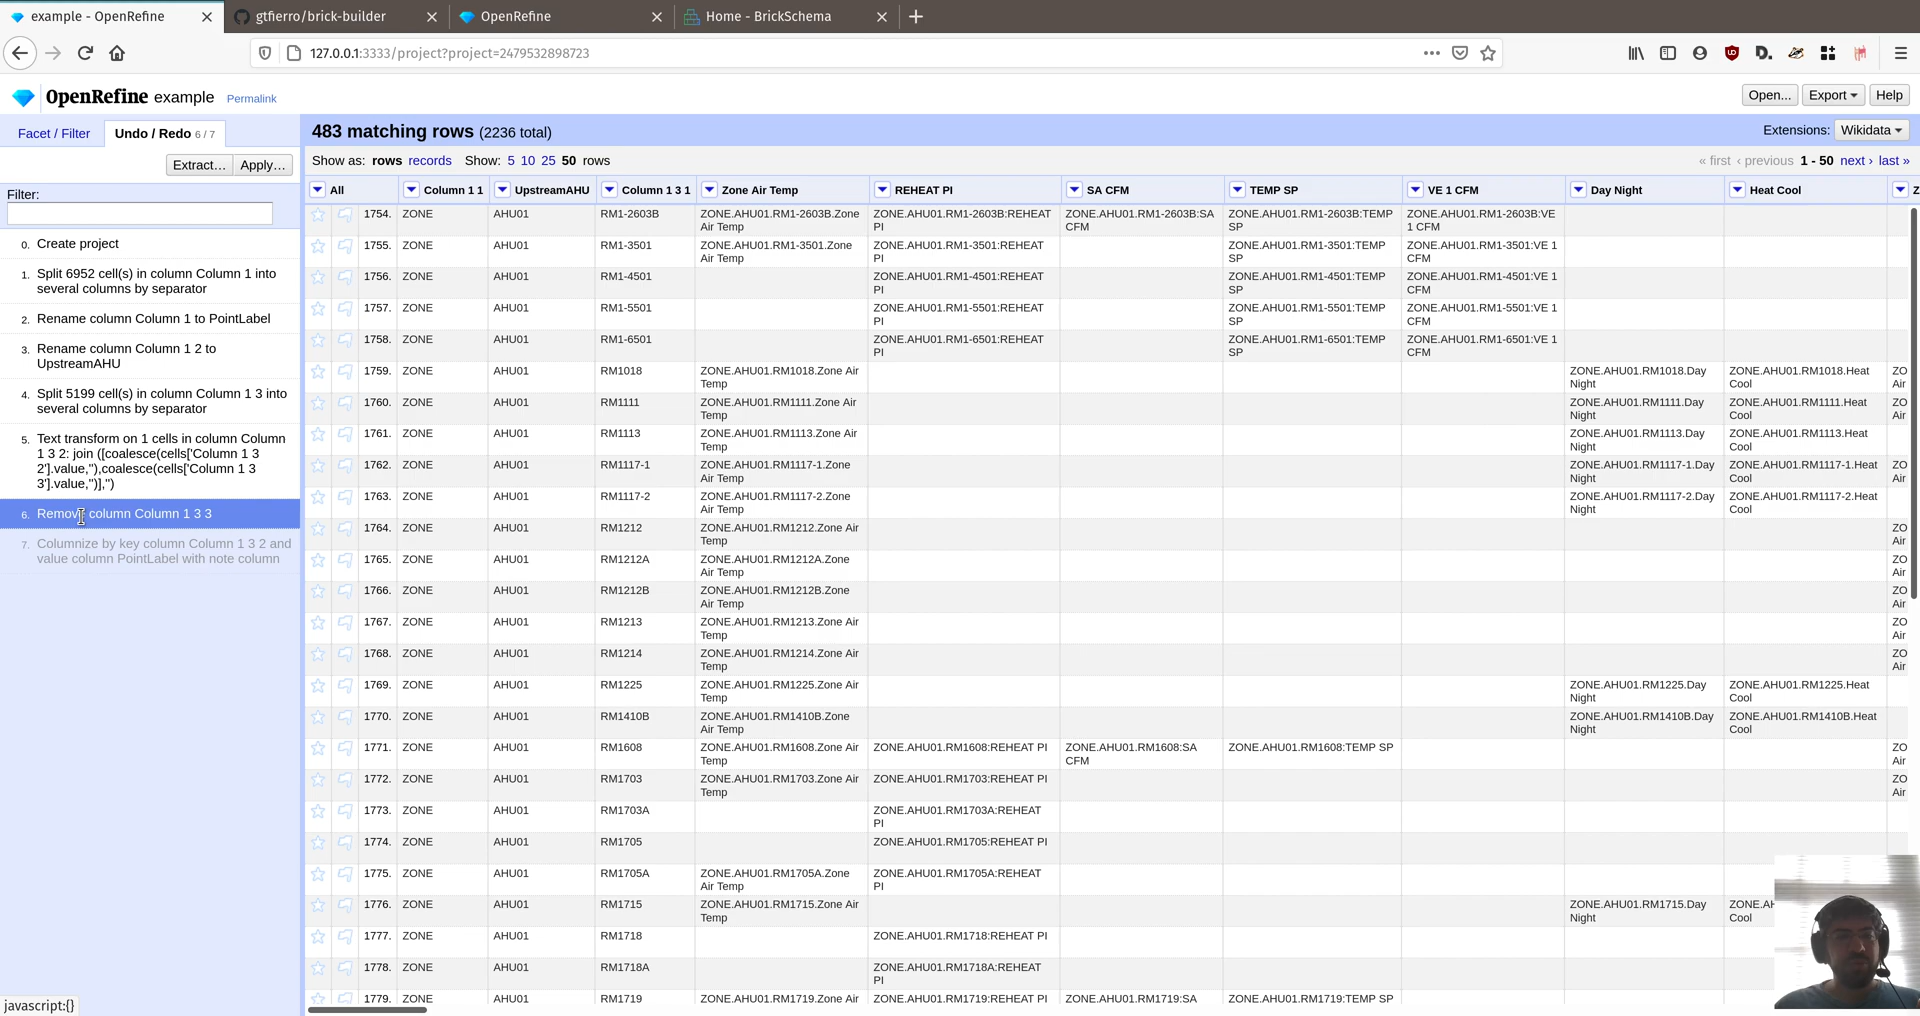 example - OpenRefine
gtfierro/brick-builder
OpenRefine
Home - BrickSchema
127.0.0.1:3333/project?project=2479532898723
OpenRefine example Permalink
Open... Export Help
Facet / Filter Undo / Redo 6 / 7
Extract... Apply...
Filter:
0. Create project
1. Split 6952 cell(s) in column Column 1 into
several columns by separator
2. Rename column Column 1 to PointLabel
3. Rename column Column 1 2 to
UpstreamAHU
4. Split 5199 cell(s) in column Column 1 3 into
several columns by separator
5. Text transform on 1 cells in column Column
1 3 2: join ([coalesce(cells['Column 1 3
2'].value,''),coalesce(cells['Column 1 3
3'].value,'')],'')
6. Remove column Column 1 3 3
7. Columnize by key column Column 1 3 2 and
value column PointLabel with note column
483 matching rows (2236 total)
Extensions: Wikidata
Show as: rows records Show: 5 10 25 50 rows
« first ‹ previous 1 - 50 next › last »
All Column 1 1 UpstreamAHU Column 1 3 1 Zone Air Temp REHEAT PI SA CFM TEMP SP VE 1 CFM Day Night Heat Cool Z
1754. ZONE AHU01 RM1-2603B ZONE.AHU01.RM1-2603B.Zone ZONE.AHU01.RM1-2603B:REHEAT ZONE.AHU01.RM1-2603B:SA ZONE.AHU01.RM1-2603B:TEMP ZONE.AHU01.RM1-2603B:VE
Air Temp PI CFM SP 1 CFM
1755. ZONE AHU01 RM1-3501 ZONE.AHU01.RM1-3501.Zone ZONE.AHU01.RM1-3501:REHEAT ZONE.AHU01.RM1-3501:TEMP ZONE.AHU01.RM1-3501:VE 1
Air Temp PI SP CFM
1756. ZONE AHU01 RM1-4501 ZONE.AHU01.RM1-4501:REHEAT ZONE.AHU01.RM1-4501:TEMP ZONE.AHU01.RM1-4501:VE 1
PI SP CFM
1757. ZONE AHU01 RM1-5501 ZONE.AHU01.RM1-5501:REHEAT ZONE.AHU01.RM1-5501:TEMP ZONE.AHU01.RM1-5501:VE 1
PI SP CFM
1758. ZONE AHU01 RM1-6501 ZONE.AHU01.RM1-6501:REHEAT ZONE.AHU01.RM1-6501:TEMP ZONE.AHU01.RM1-6501:VE 1
PI SP CFM
1759. ZONE AHU01 RM1018 ZONE.AHU01.RM1018.Zone Air ZONE.AHU01.RM1018.Day ZONE.AHU01.RM1018.Heat ZO
Temp Night Cool Air
1760. ZONE AHU01 RM1111 ZONE.AHU01.RM1111.Zone Air ZONE.AHU01.RM1111.Day ZONE.AHU01.RM1111.Heat ZO
Temp Night Cool Air
1761. ZONE AHU01 RM1113 ZONE.AHU01.RM1113.Zone Air ZONE.AHU01.RM1113.Day ZONE.AHU01.RM1113.Heat
Temp Night Cool
1762. ZONE AHU01 RM1117-1 ZONE.AHU01.RM1117-1.Zone ZONE.AHU01.RM1117-1.Day ZONE.AHU01.RM1117-1.Heat ZO
Air Temp Night Cool Air
1763. ZONE AHU01 RM1117-2 ZONE.AHU01.RM1117-2.Zone ZONE.AHU01.RM1117-2.Day ZONE.AHU01.RM1117-2.Heat
Air Temp Night Cool
1764. ZONE AHU01 RM1212 ZONE.AHU01.RM1212.Zone Air ZO
Temp Air
1765. ZONE AHU01 RM1212A ZONE.AHU01.RM1212A.Zone ZO
Air Temp Air
1766. ZONE AHU01 RM1212B ZONE.AHU01.RM1212B.Zone ZO
Air Temp Air
1767. ZONE AHU01 RM1213 ZONE.AHU01.RM1213.Zone Air ZO
Temp Air
1768. ZONE AHU01 RM1214 ZONE.AHU01.RM1214.Zone Air ZO
Temp Air
1769. ZONE AHU01 RM1225 ZONE.AHU01.RM1225.Zone Air ZONE.AHU01.RM1225.Day ZONE.AHU01.RM1225.Heat
Temp Night Cool
1770. ZONE AHU01 RM1410B ZONE.AHU01.RM1410B.Zone ZONE.AHU01.RM1410B.Day ZONE.AHU01.RM1410B.Heat
Air Temp Night Cool
1771. ZONE AHU01 RM1608 ZONE.AHU01.RM1608.Zone Air ZONE.AHU01.RM1608:REHEAT PI ZONE.AHU01.RM1608:SA ZONE.AHU01.RM1608:TEMP SP ZO
Temp CFM Air
1772. ZONE AHU01 RM1703 ZONE.AHU01.RM1703.Zone Air ZONE.AHU01.RM1703:REHEAT PI ZO
Temp Air
1773. ZONE AHU01 RM1703A ZONE.AHU01.RM1703A:REHEAT
PI
1774. ZONE AHU01 RM1705 ZONE.AHU01.RM1705:REHEAT PI
1775. ZONE AHU01 RM1705A ZONE.AHU01.RM1705A.Zone ZONE.AHU01.RM1705A:REHEAT
Air Temp PI
1776. ZONE AHU01 RM1715 ZONE.AHU01.RM1715.Zone Air ZONE.AHU01.RM1715.Day ZONE.AH
Temp Night Cool
1777. ZONE AHU01 RM1718 ZONE.AHU01.RM1718:REHEAT PI
1778. ZONE AHU01 RM1718A ZONE.AHU01.RM1718A:REHEAT
PI
1779. ZONE AHU01 RM1719 ZONE.AHU01.RM1719.Zone Air ZONE.AHU01.RM1719:REHEAT PI ZONE.AHU01.RM1719:SA ZONE.AHU01.RM1719:TEMP SP
javascript:{}